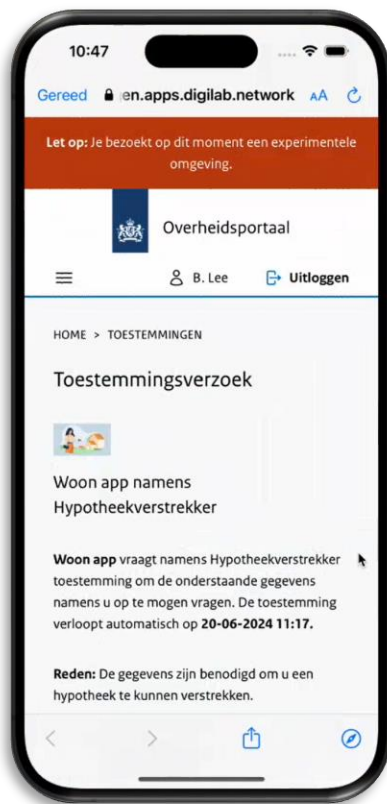 10:47
Gereed en.apps.digilab.network AA
Let op: Je bezoekt op dit moment een experimentele
omgeving.
Overheidsportaal
B. Lee Uitloggen
HOME > TOESTEMMINGEN
Toestemmingsverzoek
Woon app namens
Hypotheekverstrekker
Woon app vraagt namens Hypotheekverstrekker
toestemming om de onderstaande gegevens
namens u op te mogen vragen. De toestemming
verloopt automatisch op 20-06-2024 11:17.
Reden: De gegevens zijn benodigd om u een
hypotheek te kunnen verstrekken.